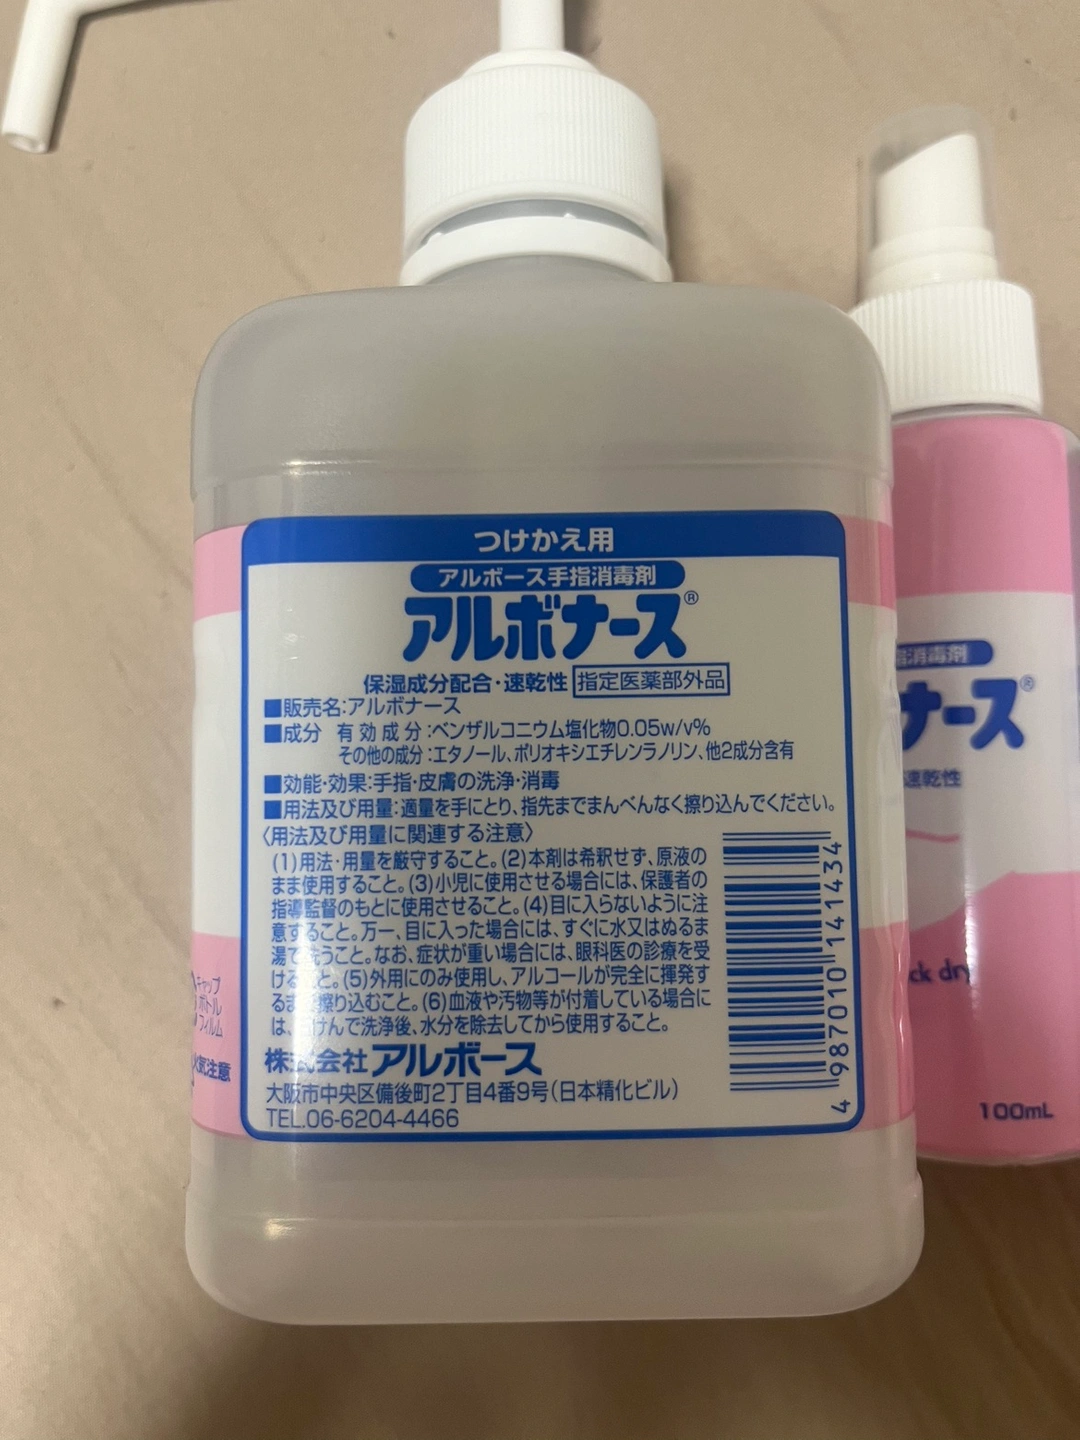 つけかえ用
アルボース手指消毒剤
アルボナース®
保湿成分配合・速乾性 指定医薬部外品
■販売名:アルボナース
■成分 有効成分:ベンザルコニウム塩化物0.05w/v%
その他の成分:エタノール、ポリオキシエチレンラノリン、他2成分含有
■効能・効果:手指・皮膚の洗浄・消毒
■用法及び用量:適量を手にとり、指先までまんべんなく擦り込んでください。
〈用法及び用量に関連する注意〉
(1)用法・用量を厳守すること。(2)本剤は希釈せず、原液の
まま使用すること。(3)小児に使用させる場合には、保護者の
指導監督のもとに使用させること。(4)目に入らないように注
意すること。万一、目に入った場合には、すぐに水又はぬるま
湯で洗うこと。なお、症状が重い場合には、眼科医の診療を受
けること。(5)外用にのみ使用し、アルコールが完全に揮発す
るまで擦り込むこと。(6)血液や汚物等が付着している場合に
は、石けんで洗浄後、水分を除去してから使用すること。
株式会社アルボース
大阪市中央区備後町2丁目4番9号(日本精化ビル)
TEL.06-6204-4466
4 987010 141434
キャップ
ボトル
フィルム
火気注意
指消毒剤
ナース®
速乾性
ck dry
100mL